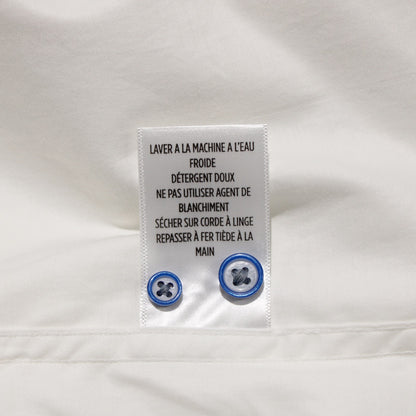 LAVER A LA MACHINE A L'EAU
FROIDE
DÉTERGENT DOUX
NE PAS UTILISER AGENT DE
BLANCHIMENT
SÉCHER SUR CORDE À LINGE
REPASSER À FER TIÈDE À LA
MAIN